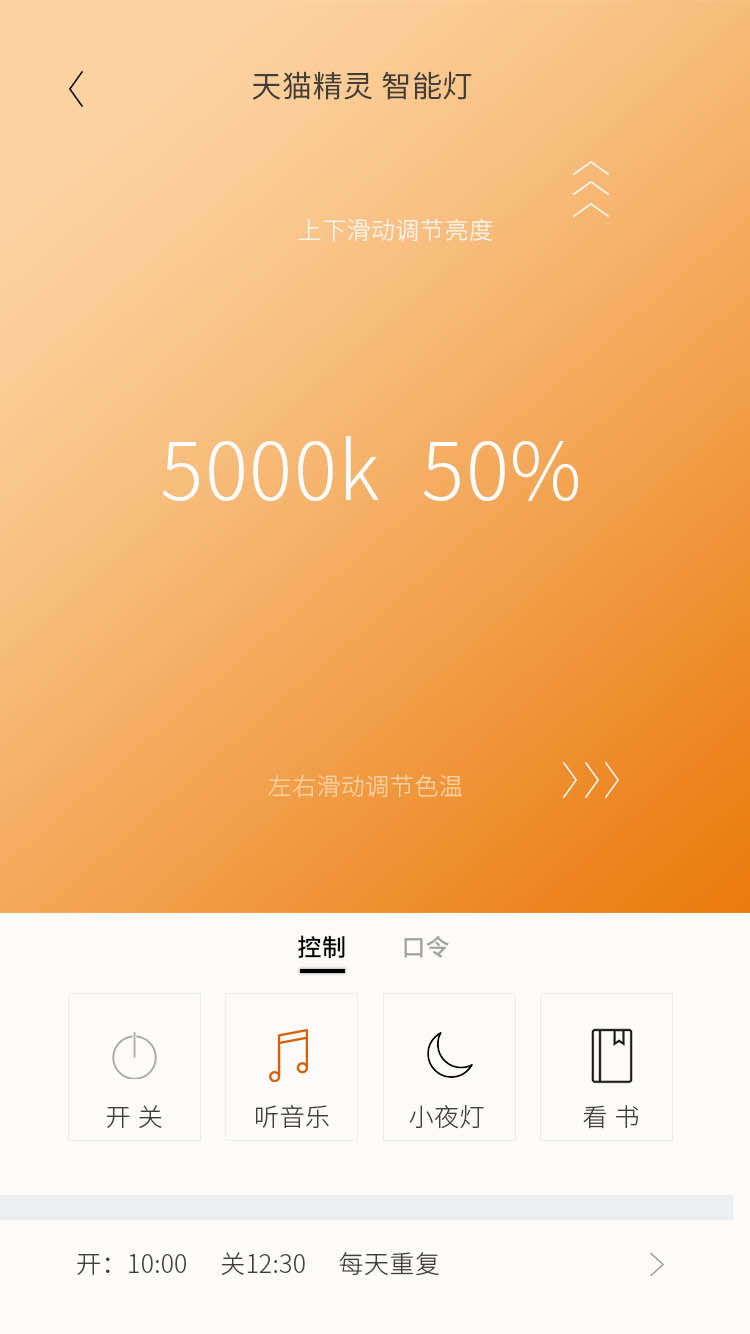 天猫精灵 智能灯
上下滑动调节亮度
5000k 50%
左右滑动调节色温
控制 口令
开 关 听音乐 小夜灯 看 书
开：10:00 关12:30 每天重复